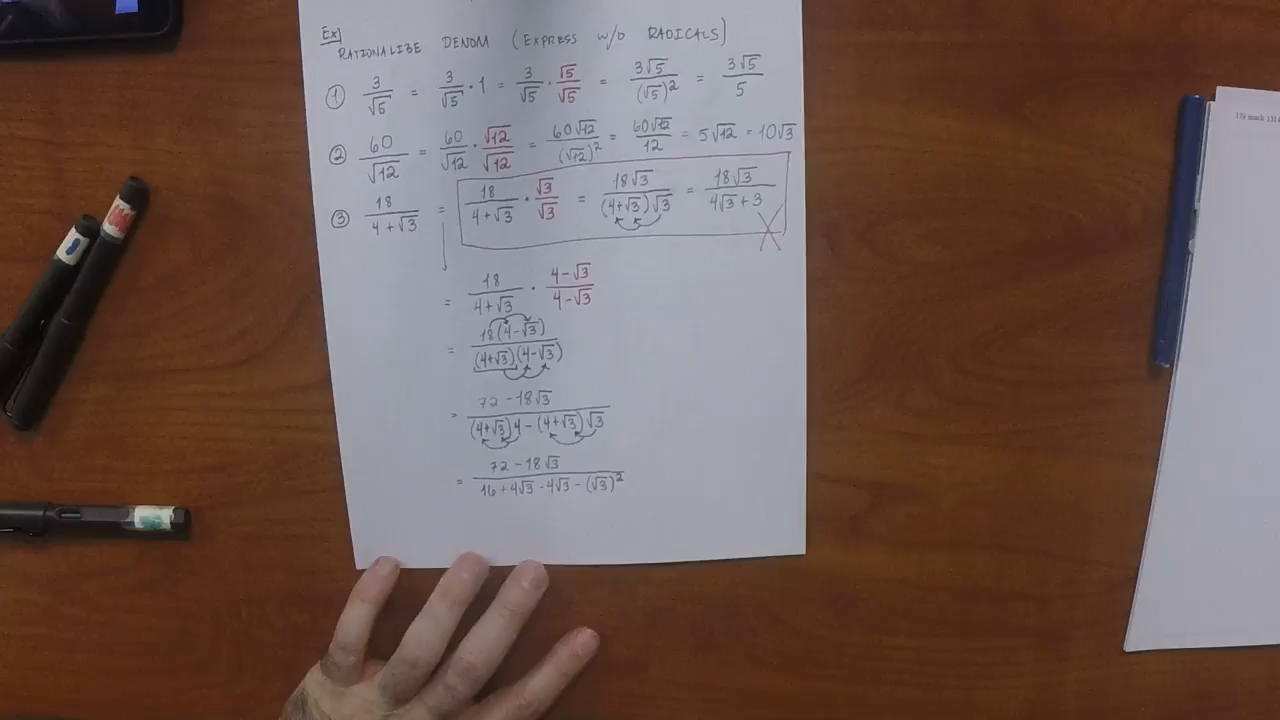 Ex)
RATIONALIZE DENOM (EXPRESS w/o RADICALS)
① 3/√5 = 3/√5 · 1 = 3/√5 · √5/√5 = 3√5/(√5)² = 3√5/5
② 60/√12 = 60/√12 · √12/√12 = 60√12/(√12)² = 60√12/12 = 5√12 = 10√3
③ 18/(4+√3) = 18/(4+√3) · √3/√3 = 18√3/((4+√3)√3) = 18√3/(4√3+3)
= 18/(4+√3) · (4-√3)/(4-√3)
= 18(4-√3)/((4+√3)(4-√3))
= (72-18√3)/((4+√3)4-(4+√3)√3)
= (72-18√3)/(16+4√3-4√3-(√3)²)